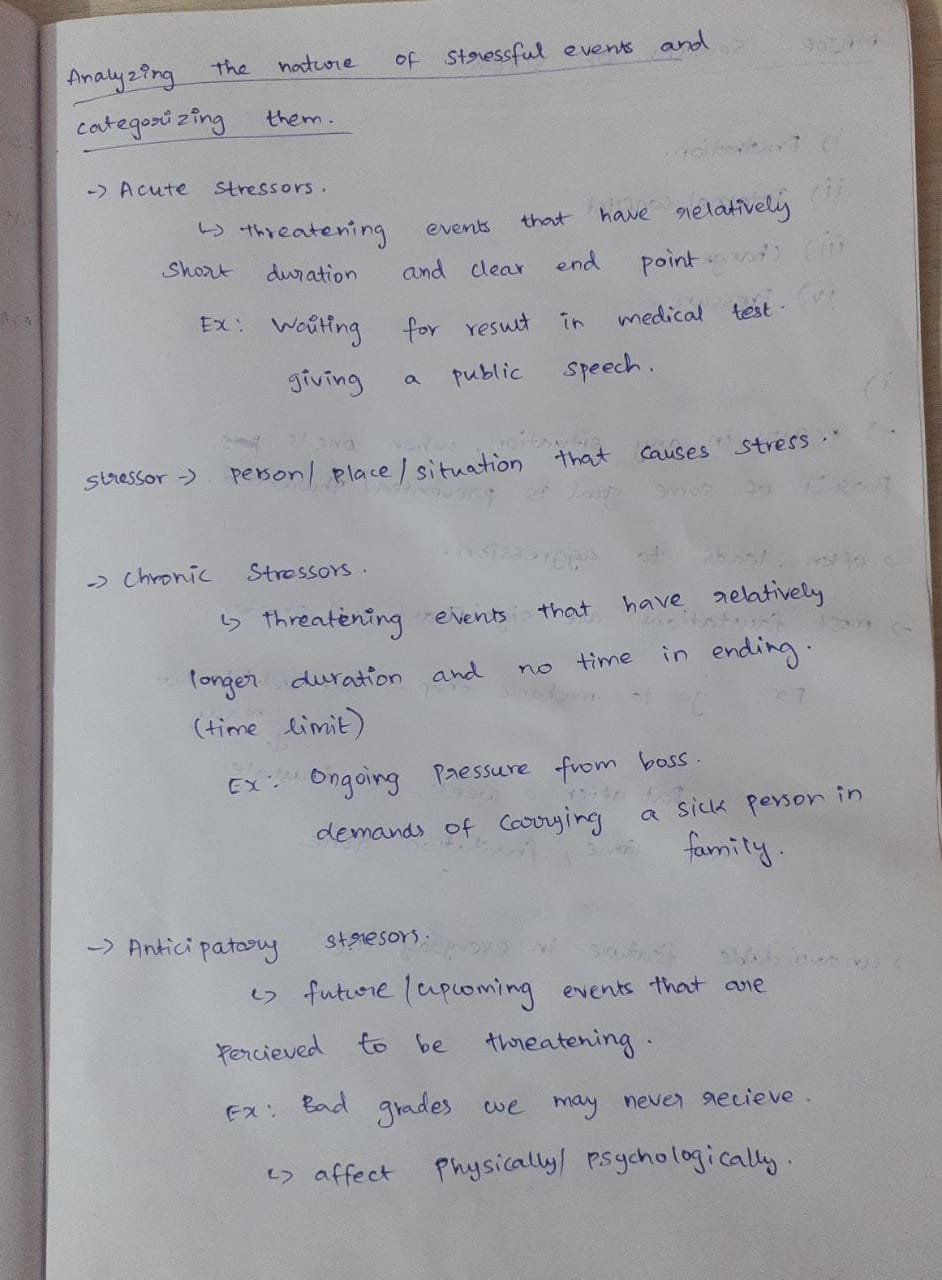 Analyzing the nature of stressful events and
categorizing them.
-> Acute stressors.
↳ threatening events that have relatively
short duration and clear end point.
Ex: Waiting for result in medical test.
giving a public speech.
stressor -> person/ place/ situation that causes stress.
-> chronic stressors.
↳ threatening events that have relatively
longer duration and no time in ending.
(time limit)
Ex: Ongoing pressure from boss.
demands of carrying a sick person in
family.
-> Anticipatory stresors.
↳ future/upcoming events that are
Percieved to be threatening.
Ex: Bad grades we may never recieve.
↳ affect physically/ psychologically.